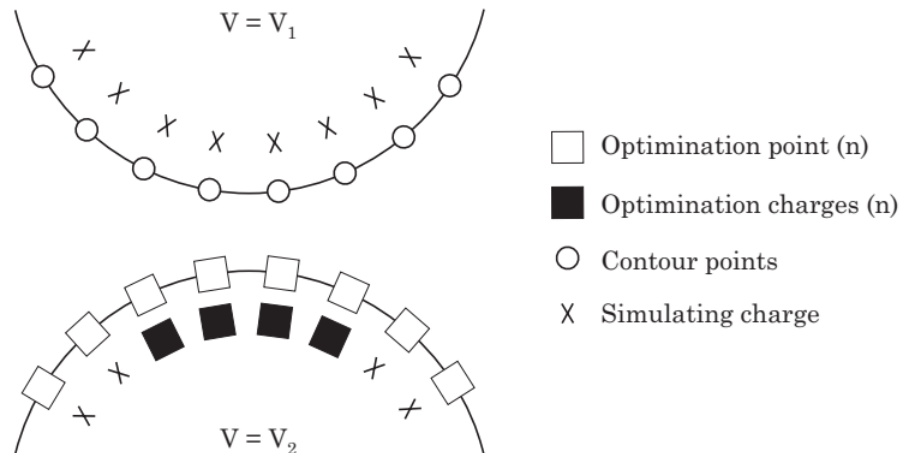 V = V₁
Optimination point (n)
Optimination charges (n)
Contour points
Simulating charge
V = V₂